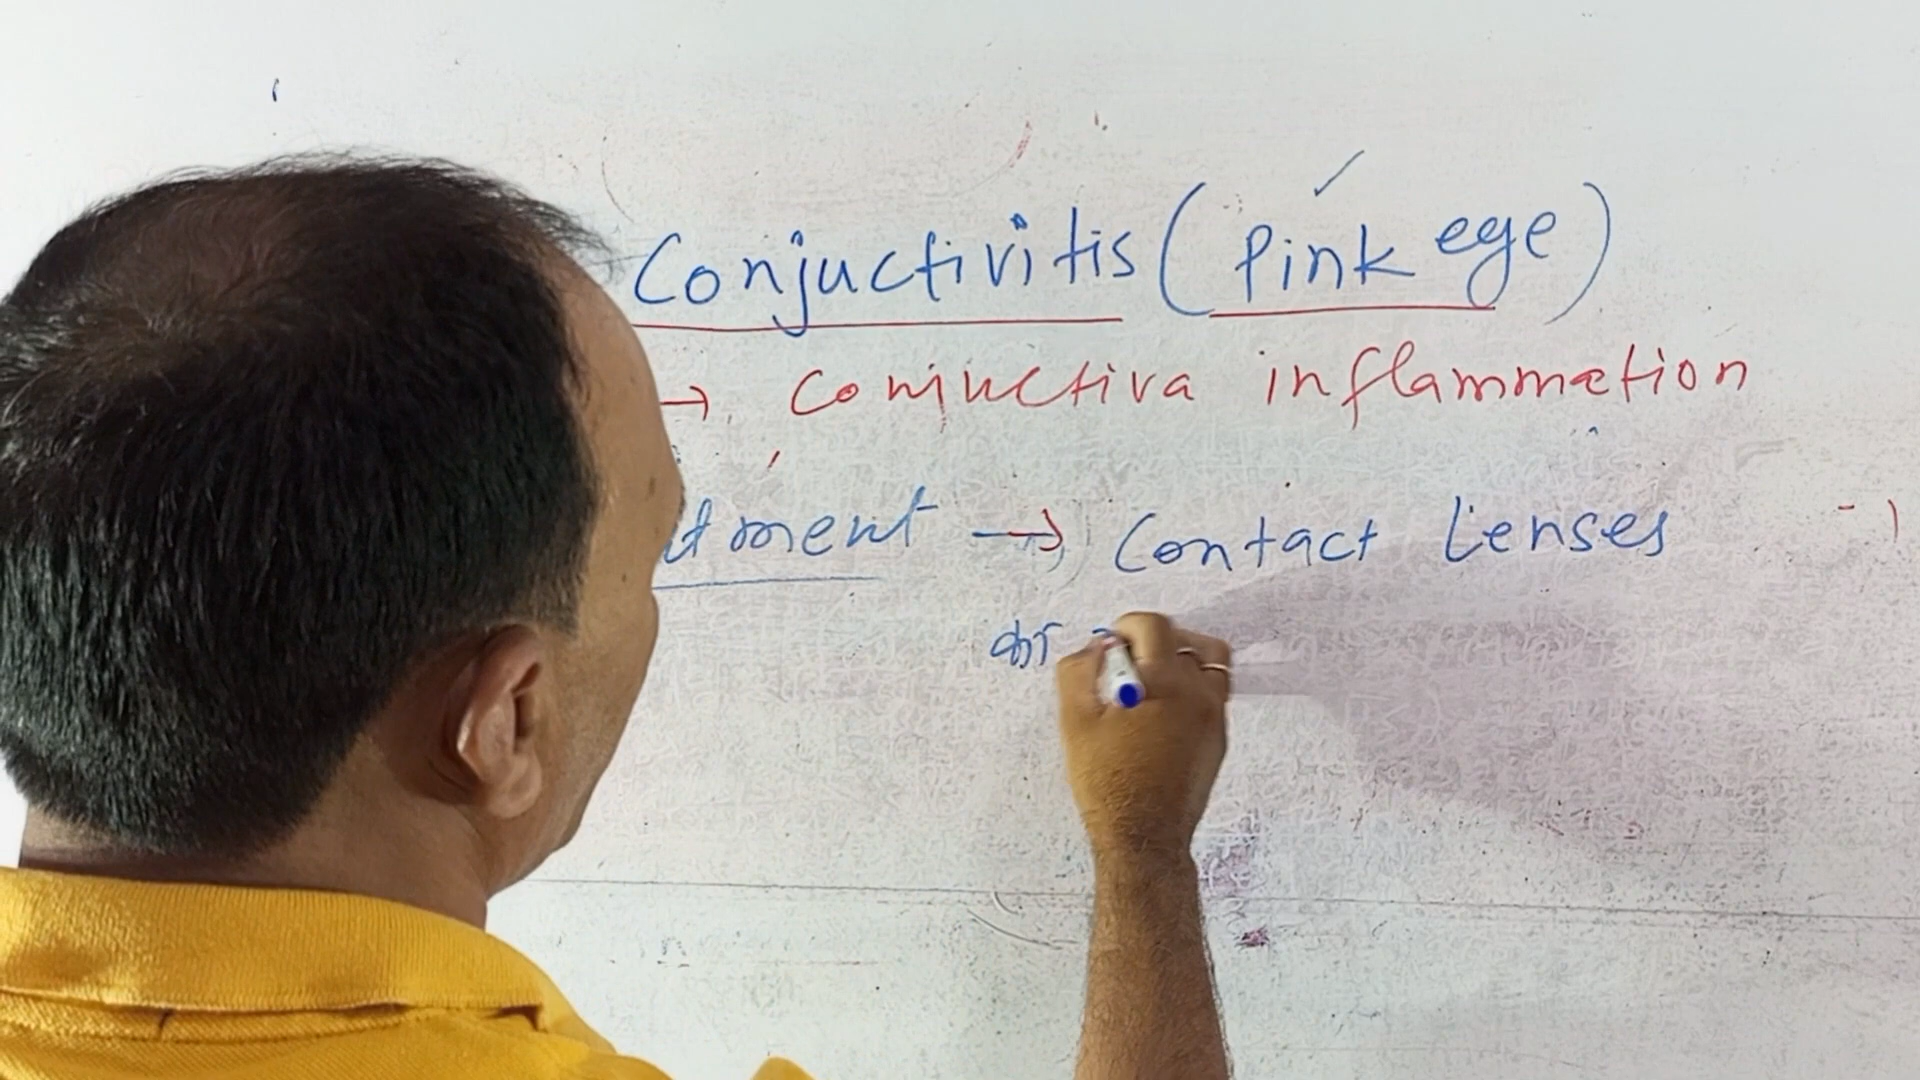 Conjuctivitis (Pink eye)
→ Conjuctiva inflammation
tment → Contact Lenses
का